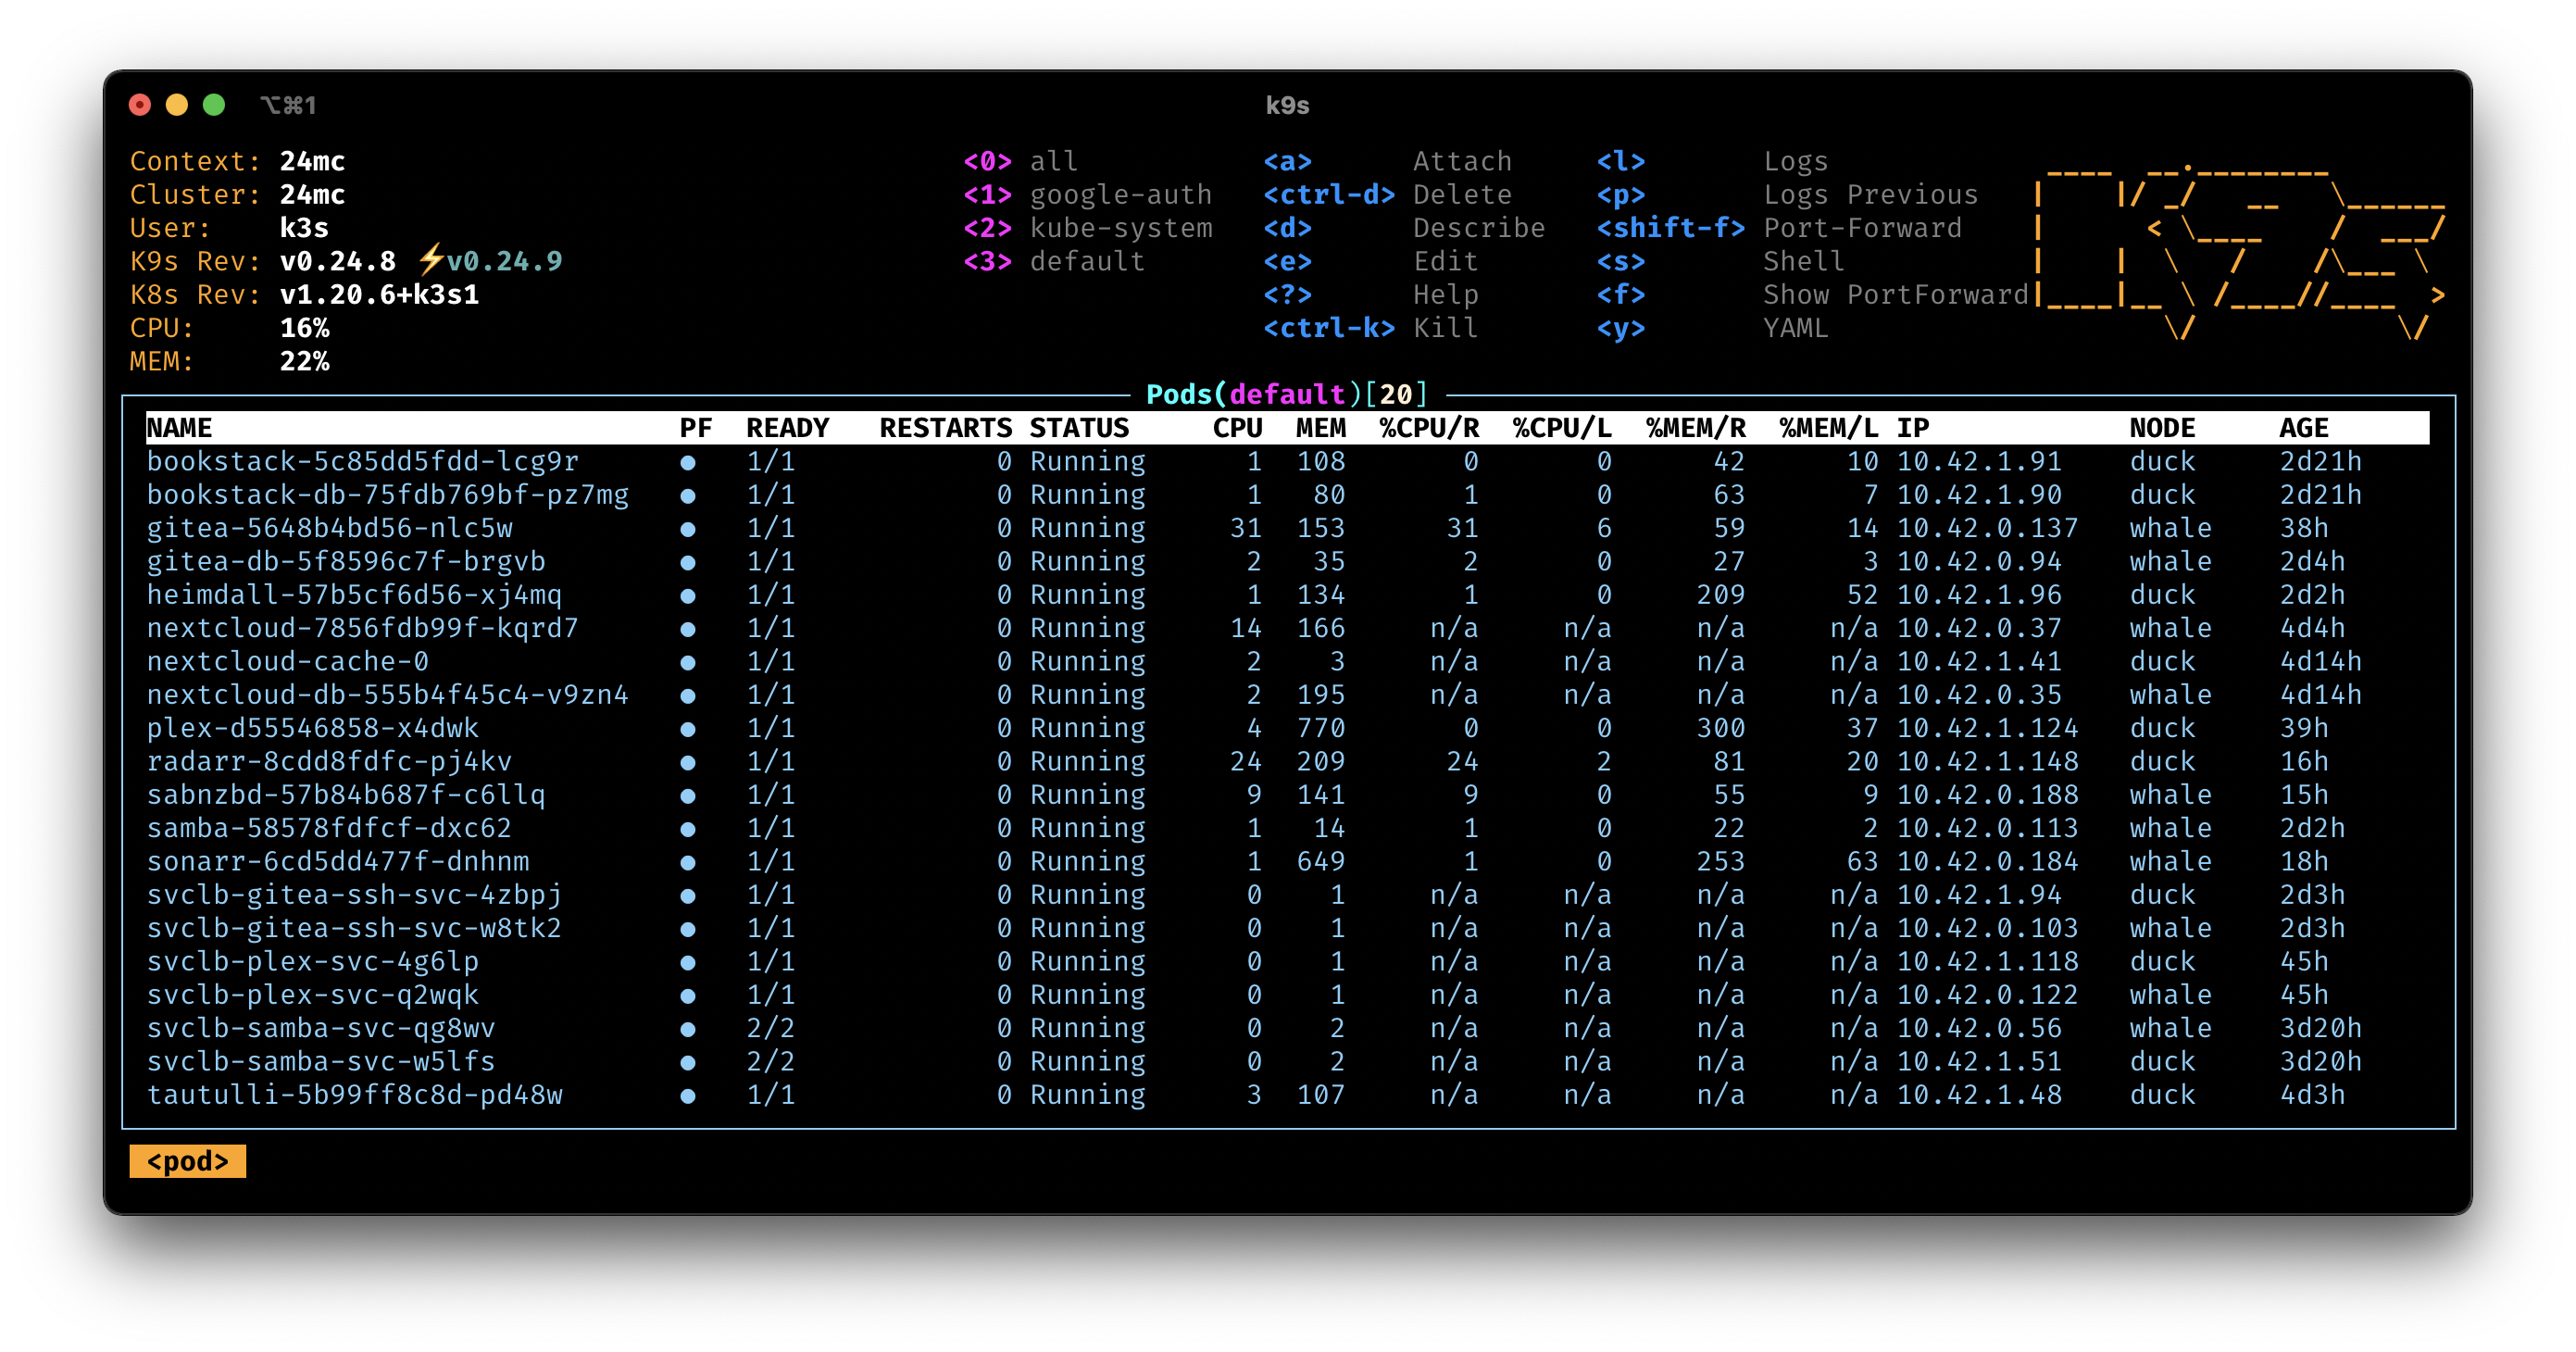 ⌥⌘1 k9s
Context: 24mc <0> all <a> Attach <l> Logs
Cluster: 24mc <1> google-auth <ctrl-d> Delete <p> Logs Previous
User: k3s <2> kube-system <d> Describe <shift-f> Port-Forward
K9s Rev: v0.24.8 ⚡v0.24.9 <3> default <e> Edit <s> Shell
K8s Rev: v1.20.6+k3s1 <?> Help <f> Show PortForward
CPU: 16% <ctrl-k> Kill <y> YAML
MEM: 22%
Pods(default)[20]
NAME PF READY RESTARTS STATUS CPU MEM %CPU/R %CPU/L %MEM/R %MEM/L IP NODE AGE
bookstack-5c85dd5fdd-lcg9r ● 1/1 0 Running 1 108 0 0 42 10 10.42.1.91 duck 2d21h
bookstack-db-75fdb769bf-pz7mg ● 1/1 0 Running 1 80 1 0 63 7 10.42.1.90 duck 2d21h
gitea-5648b4bd56-nlc5w ● 1/1 0 Running 31 153 31 6 59 14 10.42.0.137 whale 38h
gitea-db-5f8596c7f-brgvb ● 1/1 0 Running 2 35 2 0 27 3 10.42.0.94 whale 2d4h
heimdall-57b5cf6d56-xj4mq ● 1/1 0 Running 1 134 1 0 209 52 10.42.1.96 duck 2d2h
nextcloud-7856fdb99f-kqrd7 ● 1/1 0 Running 14 166 n/a n/a n/a n/a 10.42.0.37 whale 4d4h
nextcloud-cache-0 ● 1/1 0 Running 2 3 n/a n/a n/a n/a 10.42.1.41 duck 4d14h
nextcloud-db-555b4f45c4-v9zn4 ● 1/1 0 Running 2 195 n/a n/a n/a n/a 10.42.0.35 whale 4d14h
plex-d55546858-x4dwk ● 1/1 0 Running 4 770 0 0 300 37 10.42.1.124 duck 39h
radarr-8cdd8fdfc-pj4kv ● 1/1 0 Running 24 209 24 2 81 20 10.42.1.148 duck 16h
sabnzbd-57b84b687f-c6llq ● 1/1 0 Running 9 141 9 0 55 9 10.42.0.188 whale 15h
samba-58578fdfcf-dxc62 ● 1/1 0 Running 1 14 1 0 22 2 10.42.0.113 whale 2d2h
sonarr-6cd5dd477f-dnhnm ● 1/1 0 Running 1 649 1 0 253 63 10.42.0.184 whale 18h
svclb-gitea-ssh-svc-4zbpj ● 1/1 0 Running 0 1 n/a n/a n/a n/a 10.42.1.94 duck 2d3h
svclb-gitea-ssh-svc-w8tk2 ● 1/1 0 Running 0 1 n/a n/a n/a n/a 10.42.0.103 whale 2d3h
svclb-plex-svc-4g6lp ● 1/1 0 Running 0 1 n/a n/a n/a n/a 10.42.1.118 duck 45h
svclb-plex-svc-q2wqk ● 1/1 0 Running 0 1 n/a n/a n/a n/a 10.42.0.122 whale 45h
svclb-samba-svc-qg8wv ● 2/2 0 Running 0 2 n/a n/a n/a n/a 10.42.0.56 whale 3d20h
svclb-samba-svc-w5lfs ● 2/2 0 Running 0 2 n/a n/a n/a n/a 10.42.1.51 duck 3d20h
tautulli-5b99ff8c8d-pd48w ● 1/1 0 Running 3 107 n/a n/a n/a n/a 10.42.1.48 duck 4d3h
<pod>